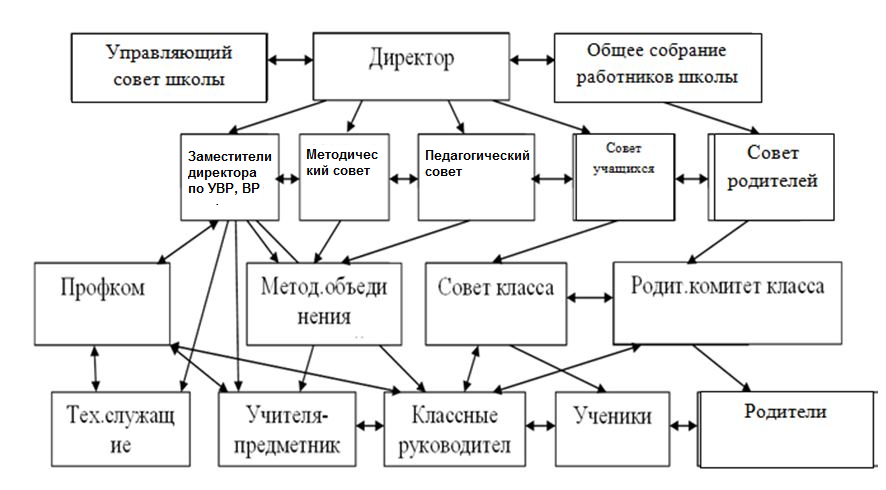 Управляющий
совет школы
Директор
Общее собрание
работников школы
Заместители
директора
по УВР, ВР
.
Методичес
кий совет
Педагогический
совет
Совет
учащихся
Совет
родителей
Профком
Метод.объеди
нения
Совет класса
Родит.комитет класса
Тех.служащ
ие
Учителя-
предметник
Классные
руководител
Ученики
Родители